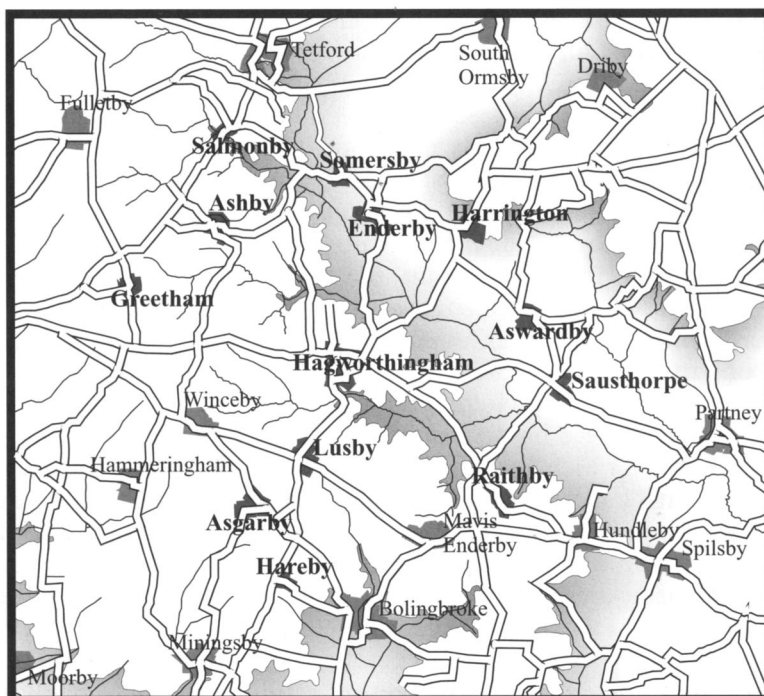 Tetford
South
Ormsby
Driby
Fulletby
Salmonby
Somersby
Ashby
Enderby
Harrington
Greetham
Aswardby
Hagworthingham
Sausthorpe
Winceby
Partney
Lusby
Hammeringham
Raithby
Asgarby
Mavis
Enderby
Hundleby
Spilsby
Hareby
Bolingbroke
Miningsby
Moorby